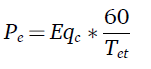 P_e = Eq_c * 60/T_et